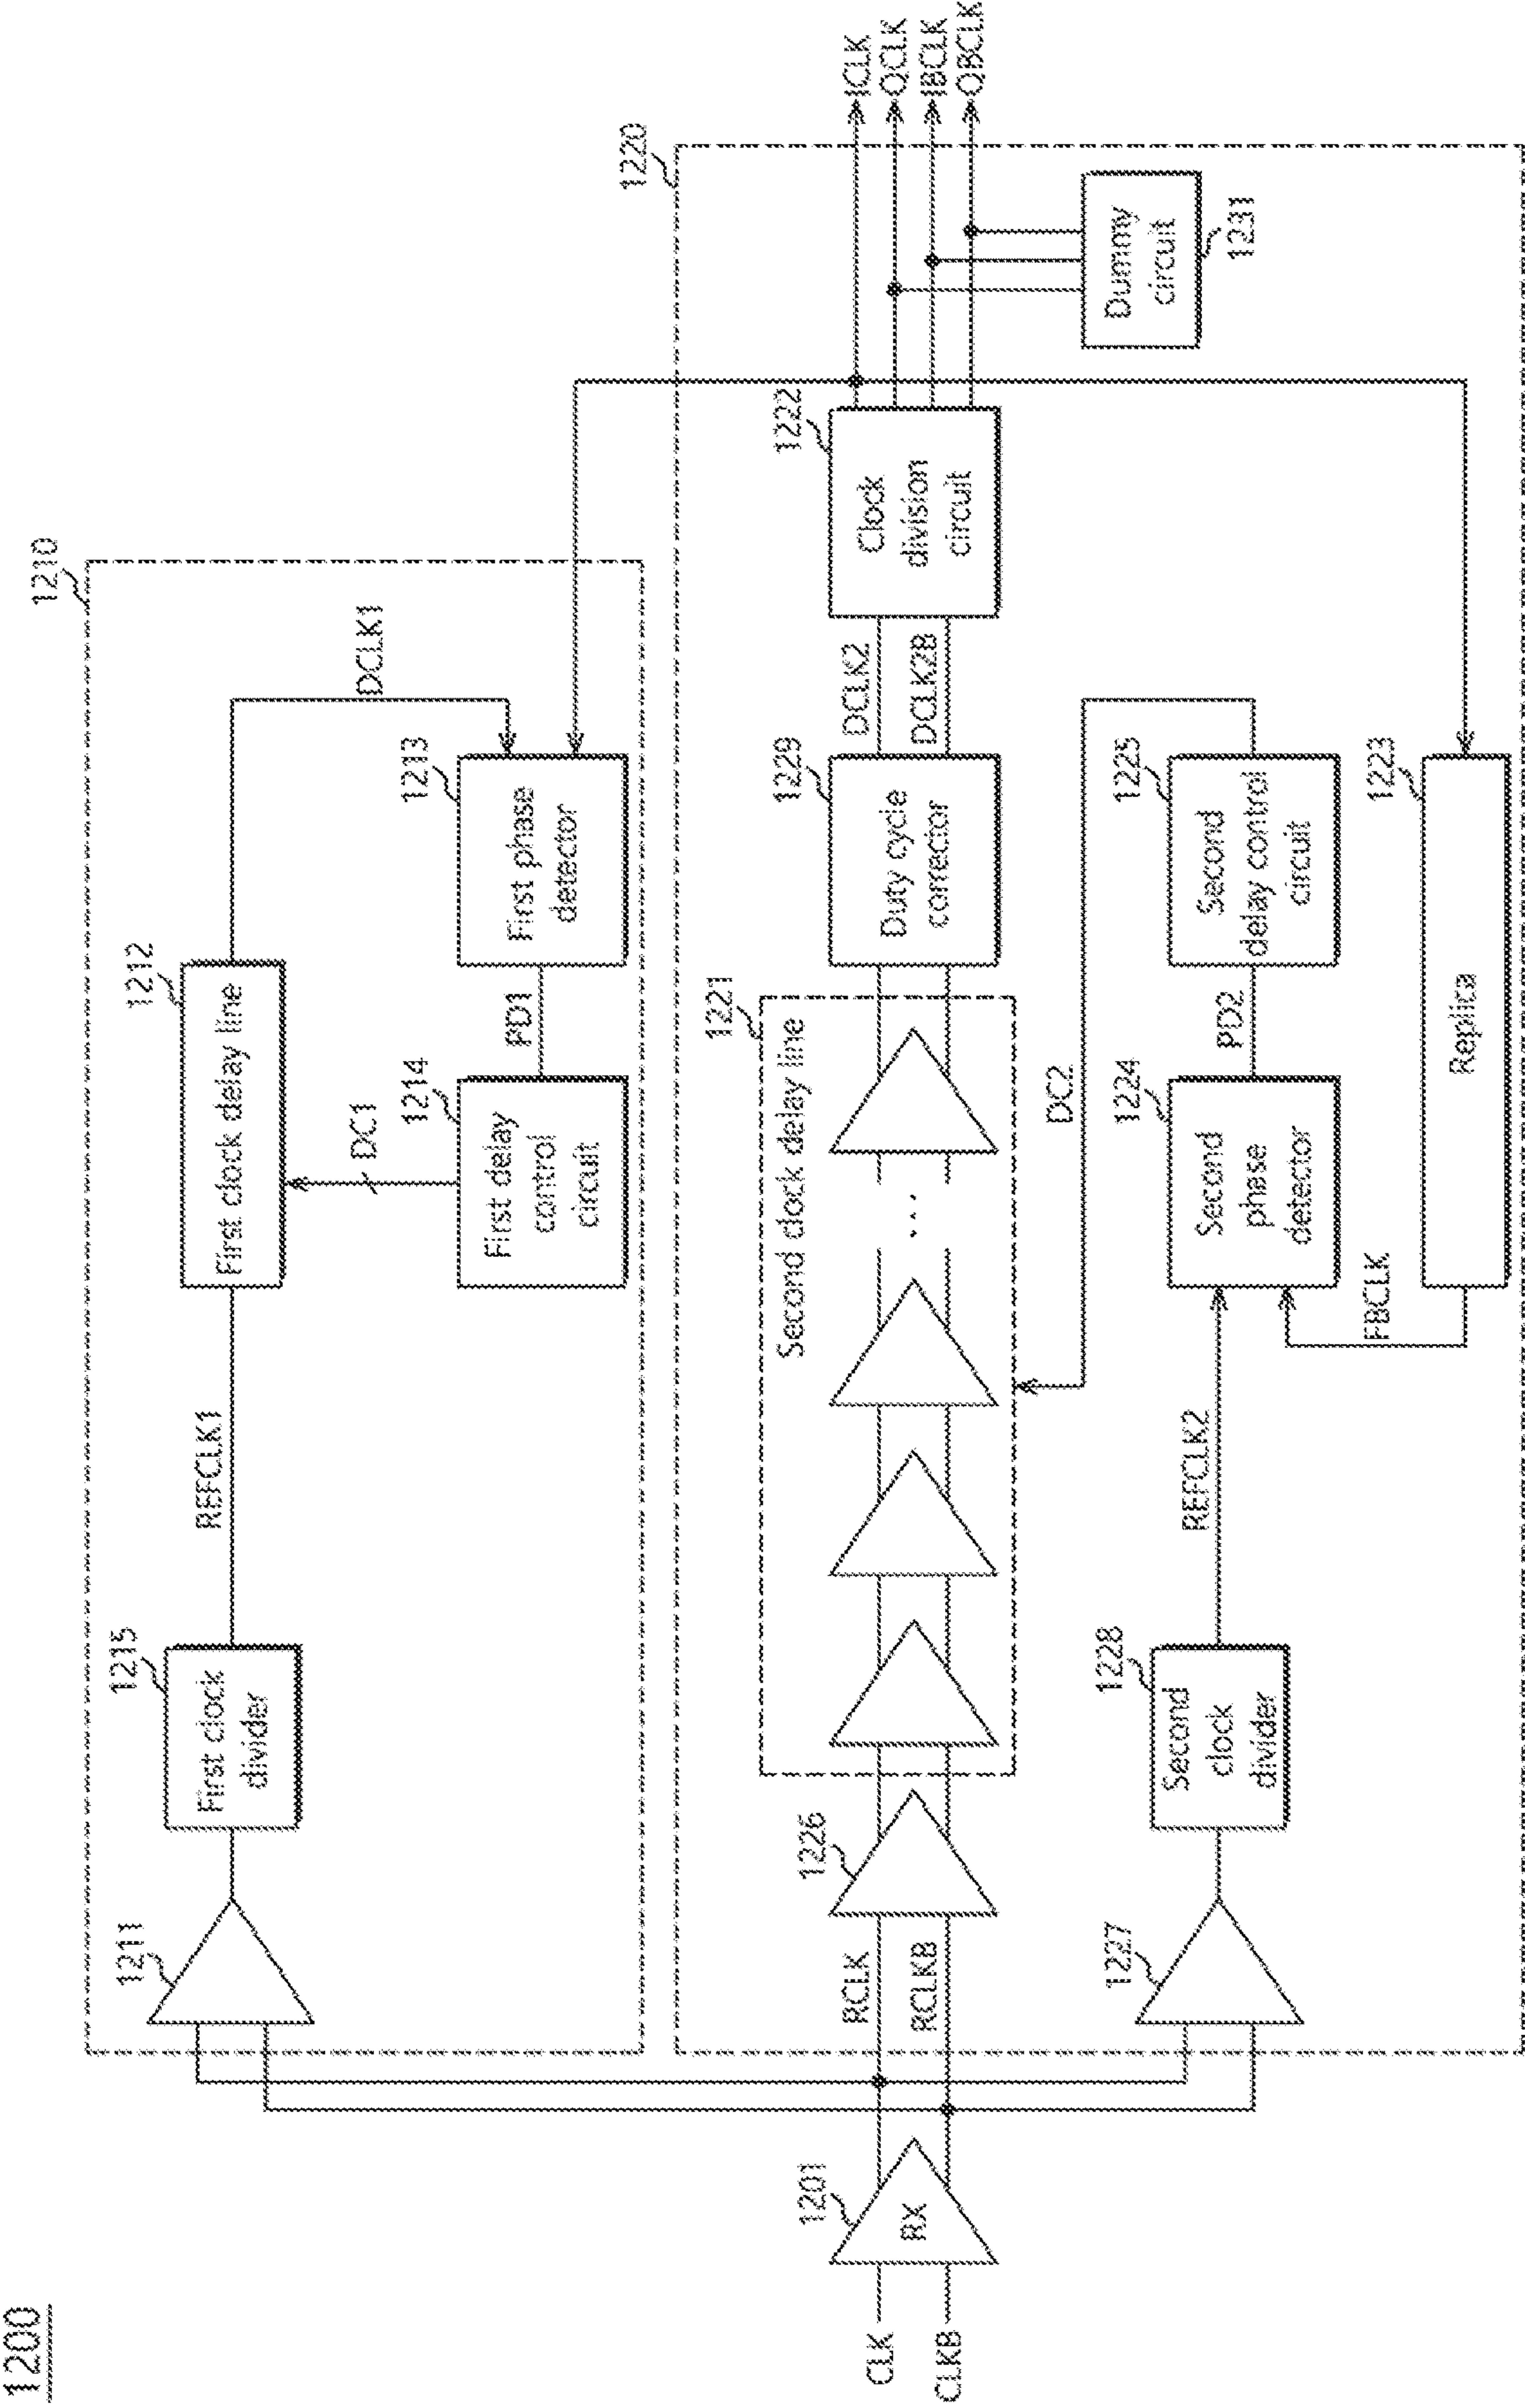 1200
1210
1211
1215
First clock
divider
REFCLK1
1212
First clock delay line
DCLK1
DC1
1214
First delay
control
circuit
PD1
1213
First phase
detector
1220
CLK
CLKB
1201
RX
RCLK
RCLKB
1226
1221
Second clock delay line
...
1229
Duty cycle
corrector
DCLK2
DCLK2B
1222
Clock
division
circuit
ICLK
QCLK
IBCLK
QBCLK
Dummy
circuit
1231
DC2
1227
1228
Second
clock
divider
REFCLK2
1224
Second
phase
detector
PD2
1225
Second
delay control
circuit
FBCLK
1223
Replica